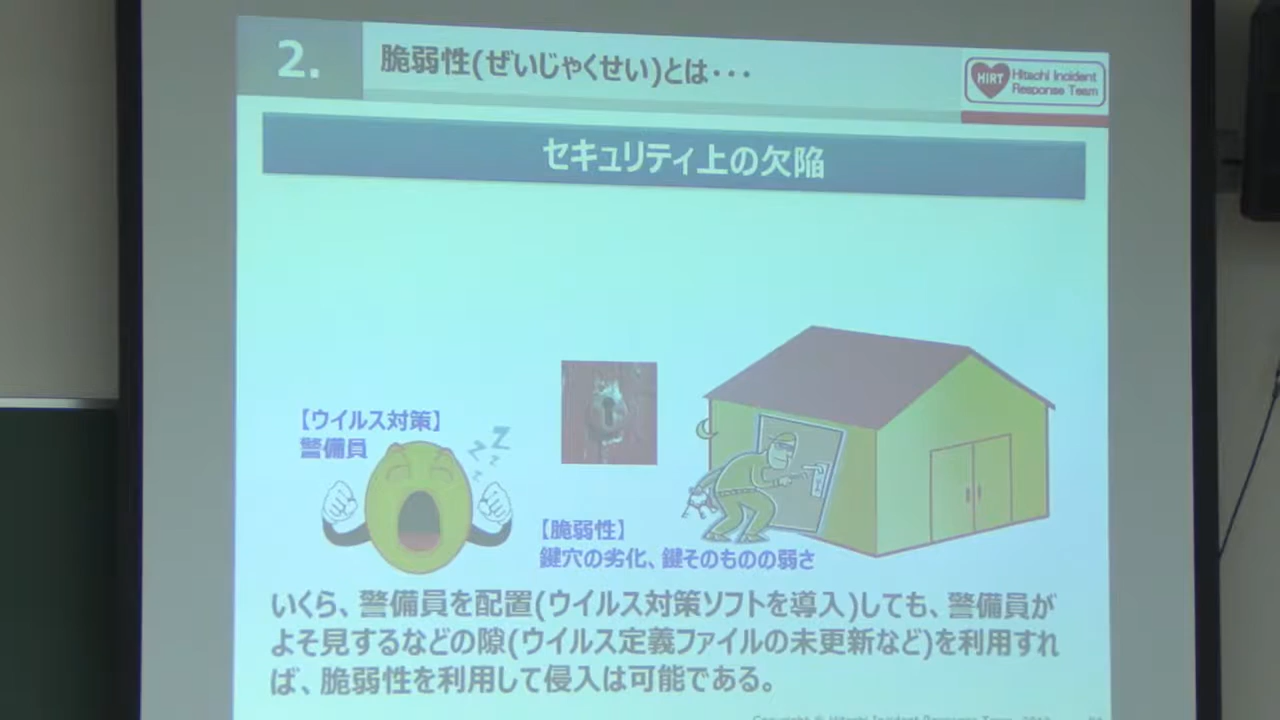 2.
脆弱性(ぜいじゃくせい)とは・・・
HIRT
Hitachi Incident
Response Team
セキュリティ上の欠陥
【ウイルス対策】
警備員
zzZ
【脆弱性】
鍵穴の劣化、鍵そのものの弱さ
いくら、警備員を配置(ウイルス対策ソフトを導入)しても、警備員が
よそ見するなどの隙(ウイルス定義ファイルの未更新など)を利用すれ
ば、脆弱性を利用して侵入は可能である。
Copyright © Hitachi Incident Response Team.